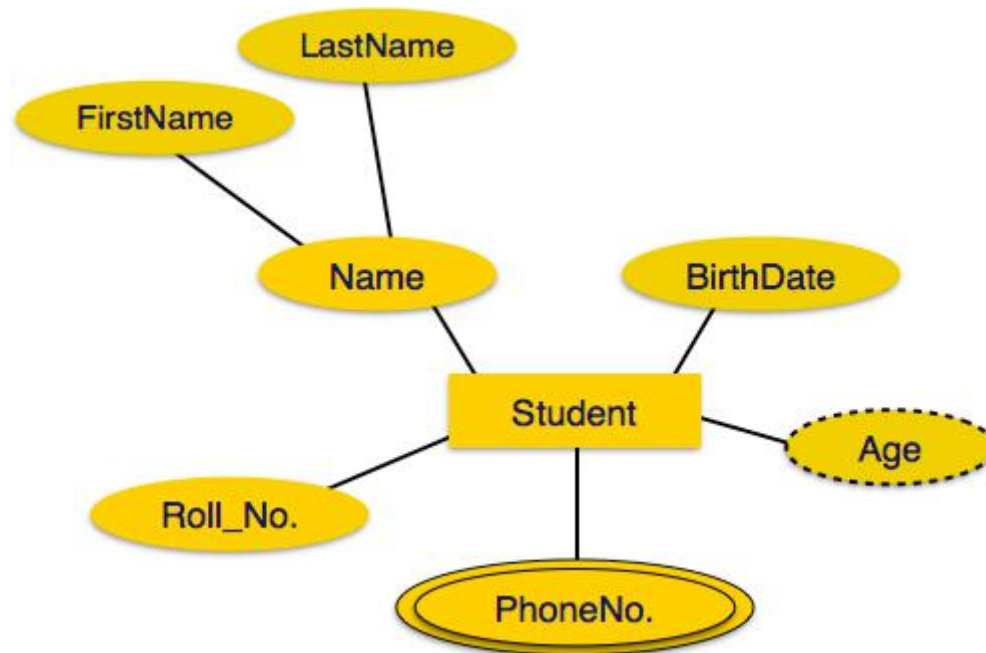 LastName
FirstName
Name
BirthDate
Student
Age
Roll_No.
PhoneNo.